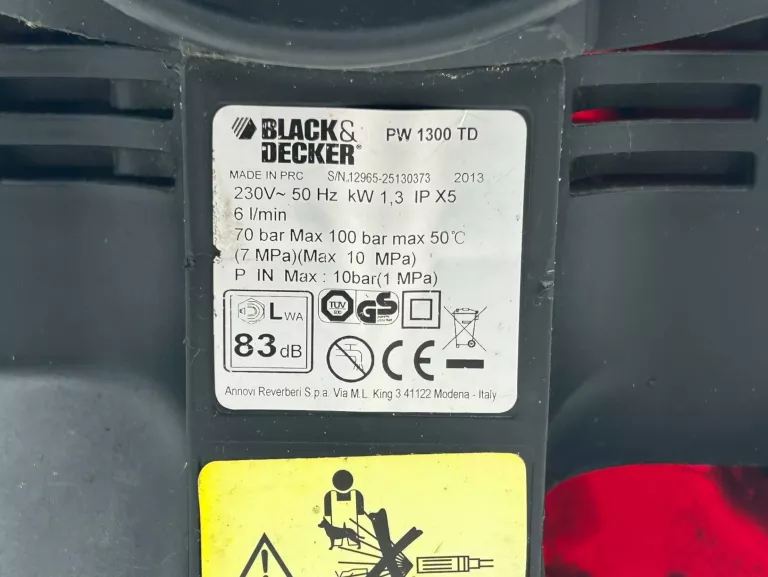 BLACK&
DECKER®
PW 1300 TD
MADE IN PRC S/N.12965-25130373 2013
230V~ 50 Hz kW 1,3 IP X5
6 l/min
70 bar Max 100 bar max 50°C
(7 MPa)(Max 10 MPa)
P IN Max : 10bar(1 MPa)
LWA
83 dB
TÜV
GS
CE
Annovi Reverberi S.p.a. Via M.L. King 3 41122 Modena - Italy